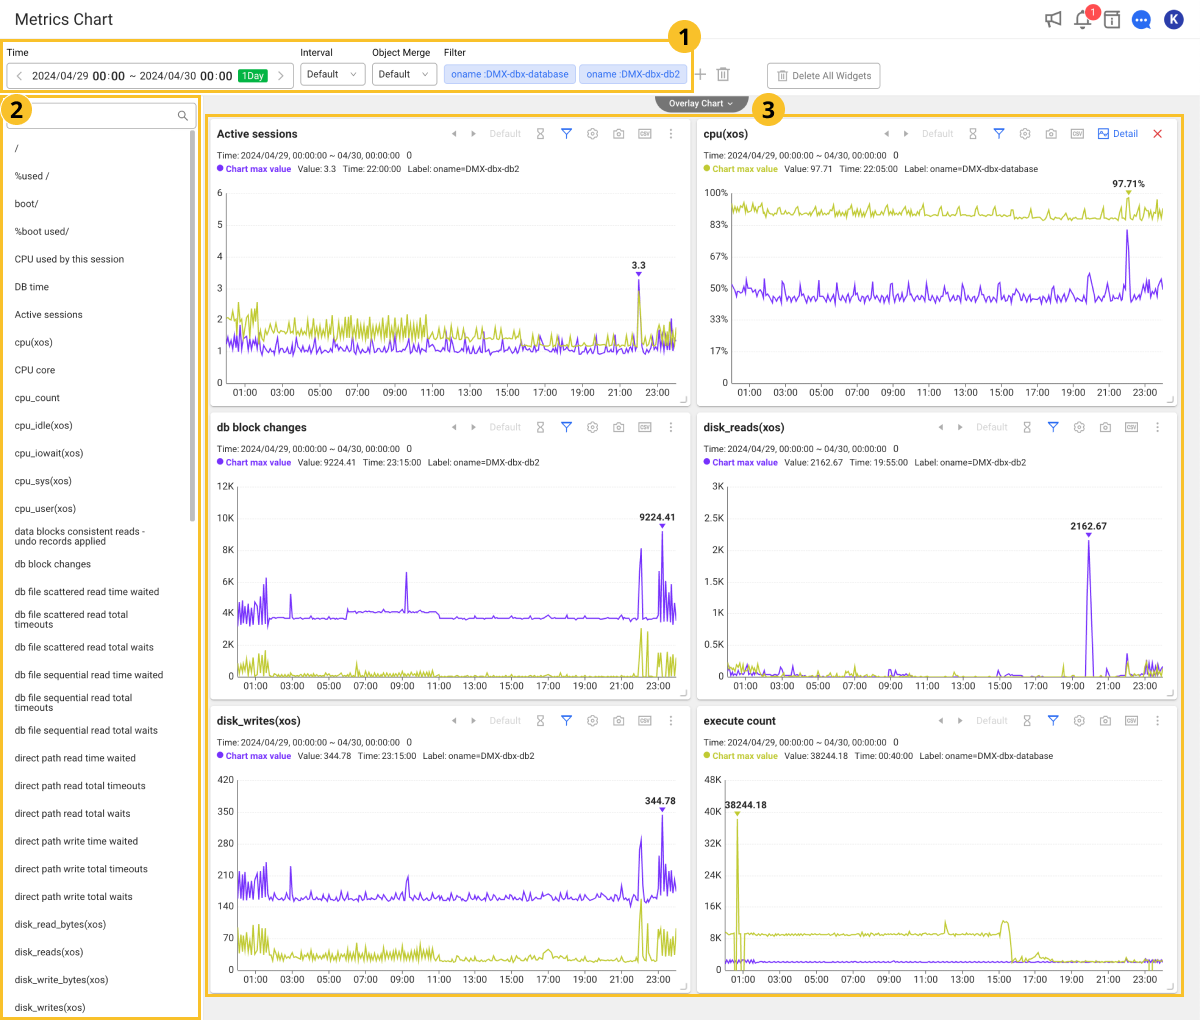 Metrics Chart
1
K
1
Time
Interval
Object Merge
Filter
2024/04/29 00:00 ~ 2024/04/30 00:00 1Day
Default
Default
oname :DMX-dbx-database
oname :DMX-dbx-db2
Delete All Widgets
2
Overlay Chart
3
/
%used /
boot/
%boot used/
CPU used by this session
DB time
Active sessions
cpu(xos)
CPU core
cpu_count
cpu_idle(xos)
cpu_iowait(xos)
cpu_sys(xos)
cpu_user(xos)
data blocks consistent reads -
undo records applied
db block changes
db file scattered read time waited
db file scattered read total
timeouts
db file scattered read total waits
db file sequential read time waited
db file sequential read total
timeouts
db file sequential read total waits
direct path read time waited
direct path read total timeouts
direct path read total waits
direct path write time waited
direct path write total timeouts
direct path write total waits
disk_read_bytes(xos)
disk_reads(xos)
disk_write_bytes(xos)
disk_writes(xos)
Active sessions
Default
CSV
Time: 2024/04/29, 00:00:00 ~ 04/30, 00:00:00 0
Chart max value Value: 3.3 Time: 22:00:00 Label: oname=DMX-dbx-db2
6
5
4
3
2
1
0
3.3
01:00 03:00 05:00 07:00 09:00 11:00 13:00 15:00 17:00 19:00 21:00 23:00
cpu(xos)
Default
CSV
Detail
Time: 2024/04/29, 00:00:00 ~ 04/30, 00:00:00 0
Chart max value Value: 97.71 Time: 22:05:00 Label: oname=DMX-dbx-database
100%
83%
67%
50%
33%
17%
0
97.71%
01:00 03:00 05:00 07:00 09:00 11:00 13:00 15:00 17:00 19:00 21:00 23:00
db block changes
Default
CSV
Time: 2024/04/29, 00:00:00 ~ 04/30, 00:00:00 0
Chart max value Value: 9224.41 Time: 23:15:00 Label: oname=DMX-dbx-db2
12K
10K
8K
6K
4K
2K
0
9224.41
01:00 03:00 05:00 07:00 09:00 11:00 13:00 15:00 17:00 19:00 21:00 23:00
disk_reads(xos)
Default
CSV
Time: 2024/04/29, 00:00:00 ~ 04/30, 00:00:00 0
Chart max value Value: 2162.67 Time: 19:55:00 Label: oname=DMX-dbx-db2
3K
2.5K
2K
1.5K
1K
0.5K
0
2162.67
01:00 03:00 05:00 07:00 09:00 11:00 13:00 15:00 17:00 19:00 21:00 23:00
disk_writes(xos)
Default
CSV
Time: 2024/04/29, 00:00:00 ~ 04/30, 00:00:00 0
Chart max value Value: 344.78 Time: 23:15:00 Label: oname=DMX-dbx-db2
420
350
280
210
140
70
0
344.78
01:00 03:00 05:00 07:00 09:00 11:00 13:00 15:00 17:00 19:00 21:00 23:00
execute count
Default
CSV
Time: 2024/04/29, 00:00:00 ~ 04/30, 00:00:00 0
Chart max value Value: 38244.18 Time: 00:40:00 Label: oname=DMX-dbx-database
48K
40K
32K
24K
16K
8K
0
38244.18
01:00 03:00 05:00 07:00 09:00 11:00 13:00 15:00 17:00 19:00 21:00 23:00